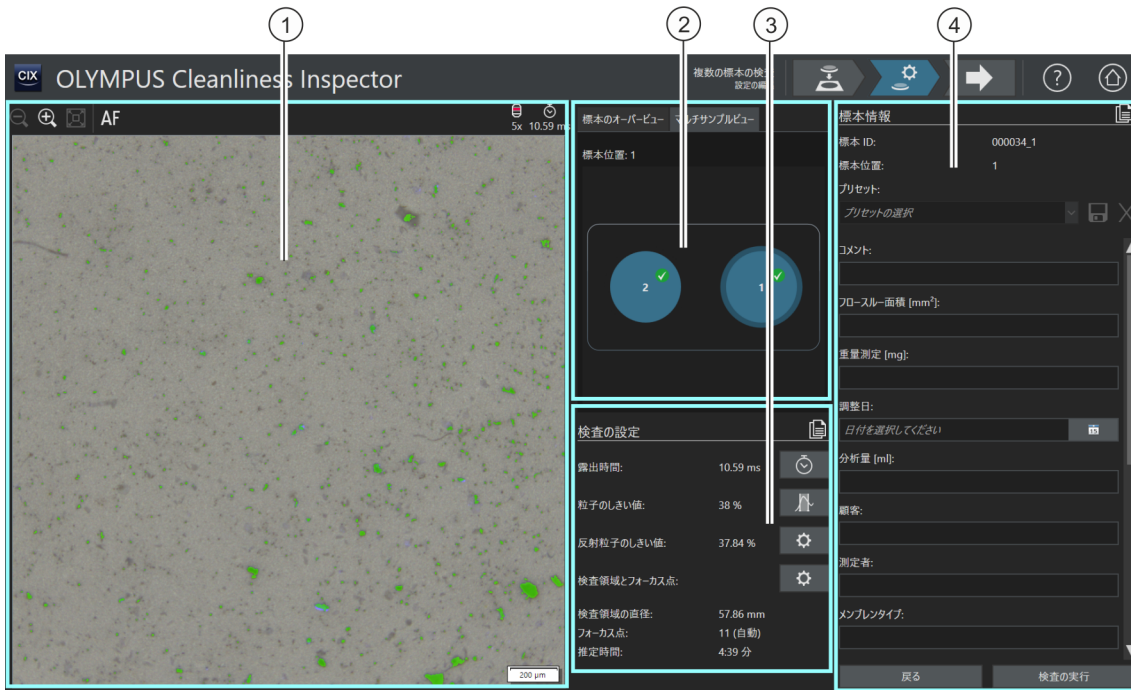 1
2
3
4
CIX
OLYMPUS Cleanliness Inspector
複数の標本の検査
設定の編
?
AF
5x 10.59 ms
標本のオーバービュー
マルチサンプルビュー
標本位置: 1
2
1
200 µm
検査の設定
露出時間: 10.59 ms
粒子のしきい値: 38 %
反射粒子のしきい値: 37.84 %
検査領域とフォーカス点:
検査領域の直径: 57.86 mm
フォーカス点: 11 (自動)
推定時間: 4:39 分
標本情報
標本 ID: 000034_1
標本位置: 1
プリセット:
プリセットの選択
コメント:
フロースルー面積 [mm²]:
重量測定 [mg]:
調整日:
日付を選択してください
15
分析量 [ml]:
顧客:
測定者:
メンブレンタイプ:
戻る
検査の実行